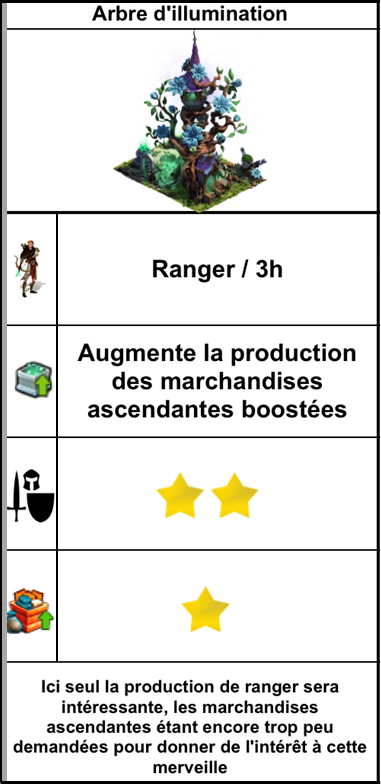 Arbre d'illumination
Ranger / 3h
Augmente la production
des marchandises
ascendantes boostées
Ici seul la production de ranger sera
intéressante, les marchandises
ascendantes étant encore trop peu
demandées pour donner de l'intérêt à cette
merveille